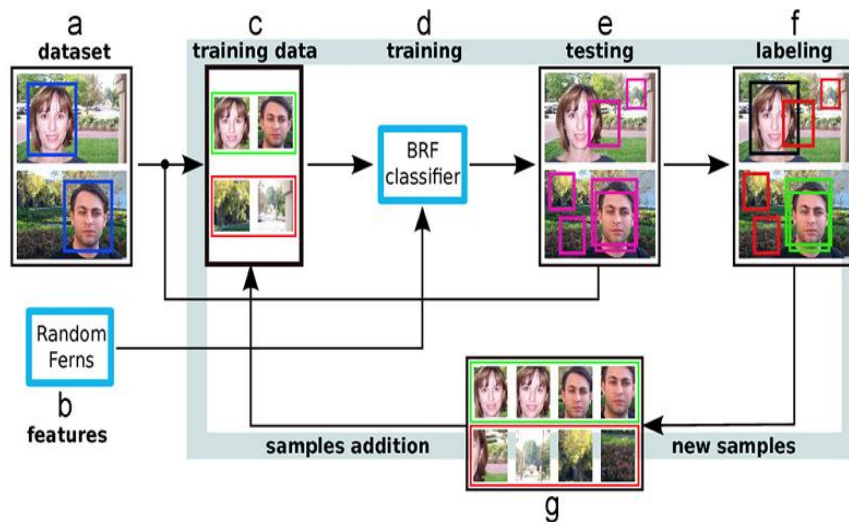 a
dataset
c
training data
d
training
e
testing
f
labeling
BRF
classifier
Random
Ferns
b
features
samples addition
new samples
g